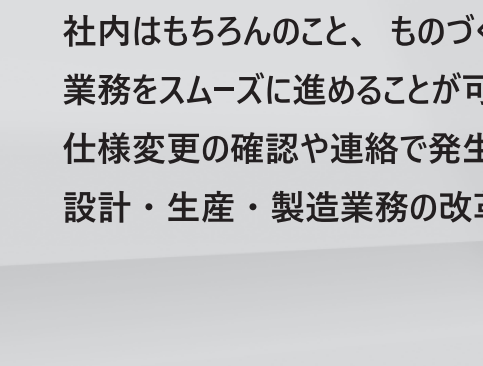 社内はもちろんのこと、ものづ
業務をスムーズに進めることが
仕様変更の確認や連絡で発生
設計・生産・製造業務の改